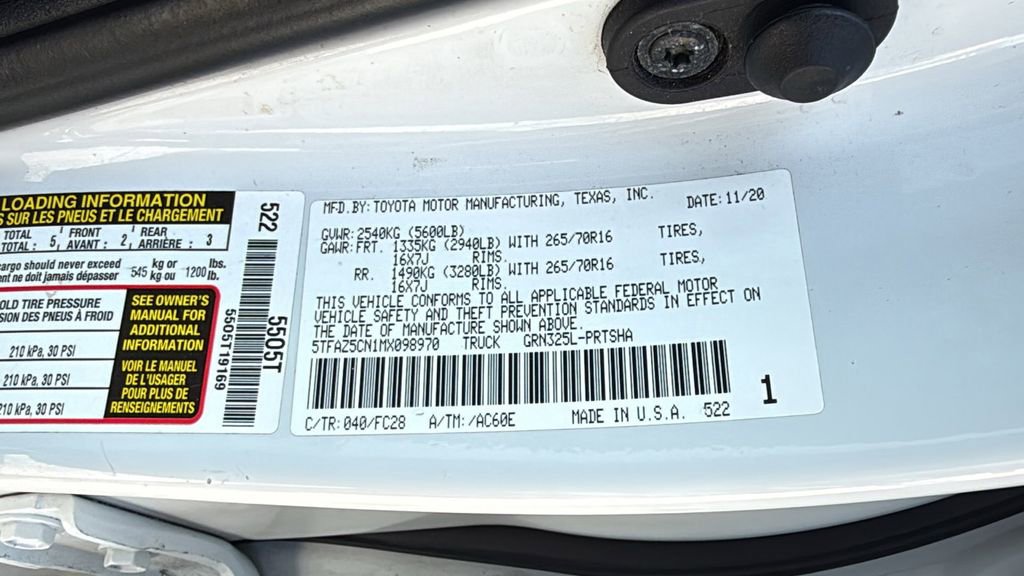 LOADING INFORMATION
S SUR LES PNEUS ET LE CHARGEMENT
TOTAL FRONT REAR
TOTAL : 5, AVANT : 2, ARRIÈRE : 3
cargo should never exceed 545 kg or 1200 lbs.
ent ne doit jamais dépasser kg ou lb.
OLD TIRE PRESSURE
SION DES PNEUS À FROID
210 kPa, 30 PSI
210 kPa, 30 PSI
210 kPa, 30 PSI
SEE OWNER'S
MANUAL FOR
ADDITIONAL
INFORMATION
VOIR LE MANUEL
DE L'USAGER
POUR PLUS DE
RENSEIGNEMENTS
522
5505T
5505T19169
MFD.BY:TOYOTA MOTOR MANUFACTURING, TEXAS, INC. DATE:11/20
GVWR:2540KG (5600LB)
GAWR:FRT. 1335KG (2940LB) WITH 265/70R16 TIRES,
16X7J RIMS.
RR. 1490KG (3280LB) WITH 265/70R16 TIRES,
16X7J RIMS.
THIS VEHICLE CONFORMS TO ALL APPLICABLE FEDERAL MOTOR
VEHICLE SAFETY AND THEFT PREVENTION STANDARDS IN EFFECT ON
THE DATE OF MANUFACTURE SHOWN ABOVE.
5TFAZ5CN1MX098970 TRUCK GRN325L-PRTSHA
C/TR:040/FC28 A/TM:/AC60E MADE IN U.S.A. 522
1